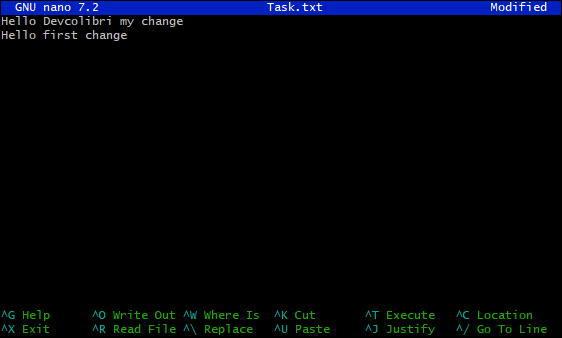 GNU nano 7.2 Task.txt Modified
Hello Devcolibri my change
Hello first change
^G Help ^O Write Out ^W Where Is ^K Cut ^T Execute ^C Location
^X Exit ^R Read File ^\ Replace ^U Paste ^J Justify ^/ Go To Line